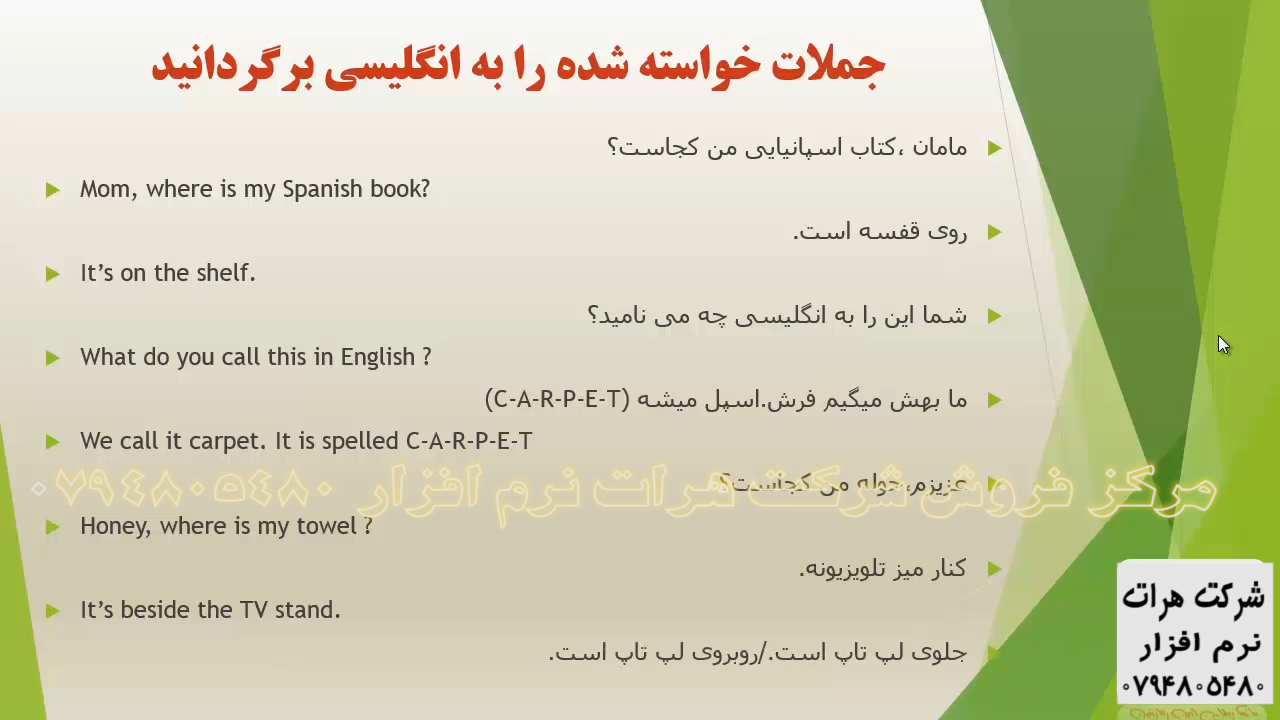 جملات خواسته شده را به انگلیسی برگردانید
مامان ،کتاب اسپانیایی من کجاست؟
Mom, where is my Spanish book?
روی قفسه است.
It’s on the shelf.
شما این را به انگلیسی چه می نامید؟
What do you call this in English ?
ما بهش میگیم فرش.اسپل میشه (C-A-R-P-E-T)
We call it carpet. It is spelled C-A-R-P-E-T
عزیزم،حوله من کجاست؟
مرکز فروش شرکت هرات نرم افزار ۰۷۹۴۸۰۵۴۸۰
Honey, where is my towel ?
کنار میز تلویزیونه.
It’s beside the TV stand.
جلوی لپ تاپ است./روبروی لپ تاپ است.
شرکت هرات
نرم افزار
۰۷۹۴۸۰۵۴۸۰